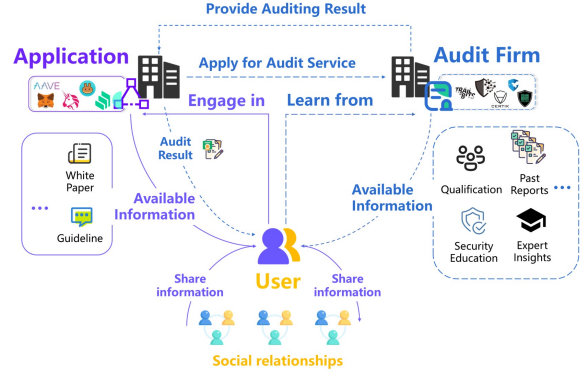 Provide Auditing Result
Application
Apply for Audit Service
Audit Firm
AAVE
CERTIK
Engage in
Learn from
Audit
Result
White
Paper
Guideline
...
Available
Information
Available
Information
Qualification
Past
Reports
...
Security
Education
Expert
Insights
User
Share
information
Share
information
Social relationships